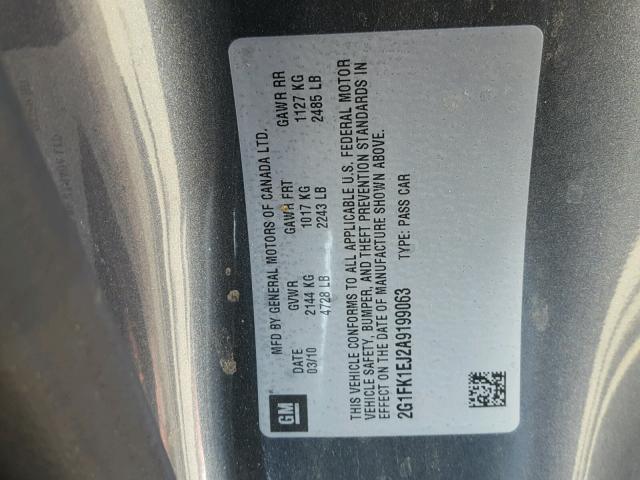 GM
MFD BY GENERAL MOTORS OF CANADA LTD.
DATE GVWR GAWR FRT GAWR RR
03/10 2144 KG 1017 KG 1127 KG
4728 LB 2243 LB 2485 LB
THIS VEHICLE CONFORMS TO ALL APPLICABLE U.S. FEDERAL MOTOR
VEHICLE SAFETY, BUMPER, AND THEFT PREVENTION STANDARDS IN
EFFECT ON THE DATE OF MANUFACTURE SHOWN ABOVE.
2G1FK1EJ2A9199063 TYPE: PASS CAR